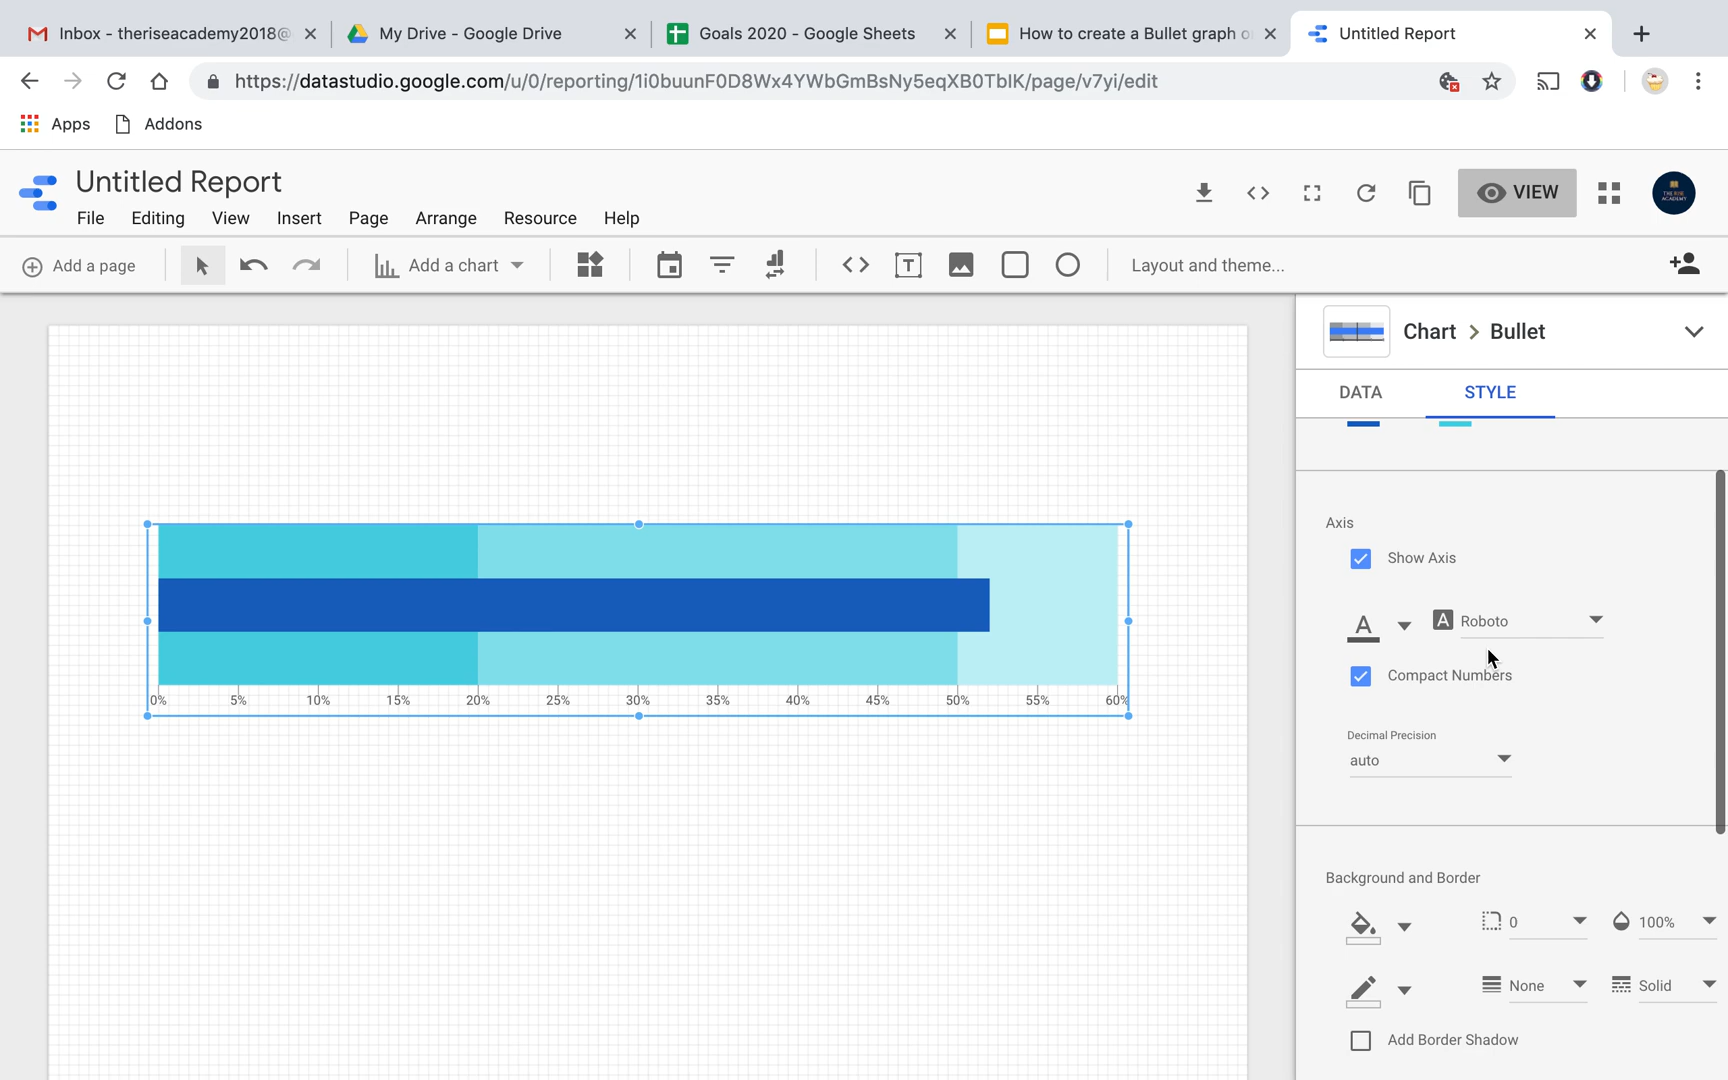 Inbox - theriseacademy2018@
My Drive - Google Drive
Goals 2020 - Google Sheets
How to create a Bullet graph o
Untitled Report
https://datastudio.google.com/u/0/reporting/1i0buunF0D8Wx4YWbGmBsNy5eqXB0TbIK/page/v7yi/edit
Apps
Addons
Untitled Report
File Editing View Insert Page Arrange Resource Help
VIEW
Add a page
Add a chart
Layout and theme...
Chart > Bullet
DATA
STYLE
Axis
Show Axis
A
A Roboto
Compact Numbers
Decimal Precision
auto
Background and Border
0
100%
None
Solid
Add Border Shadow
0% 5% 10% 15% 20% 25% 30% 35% 40% 45% 50% 55% 60%